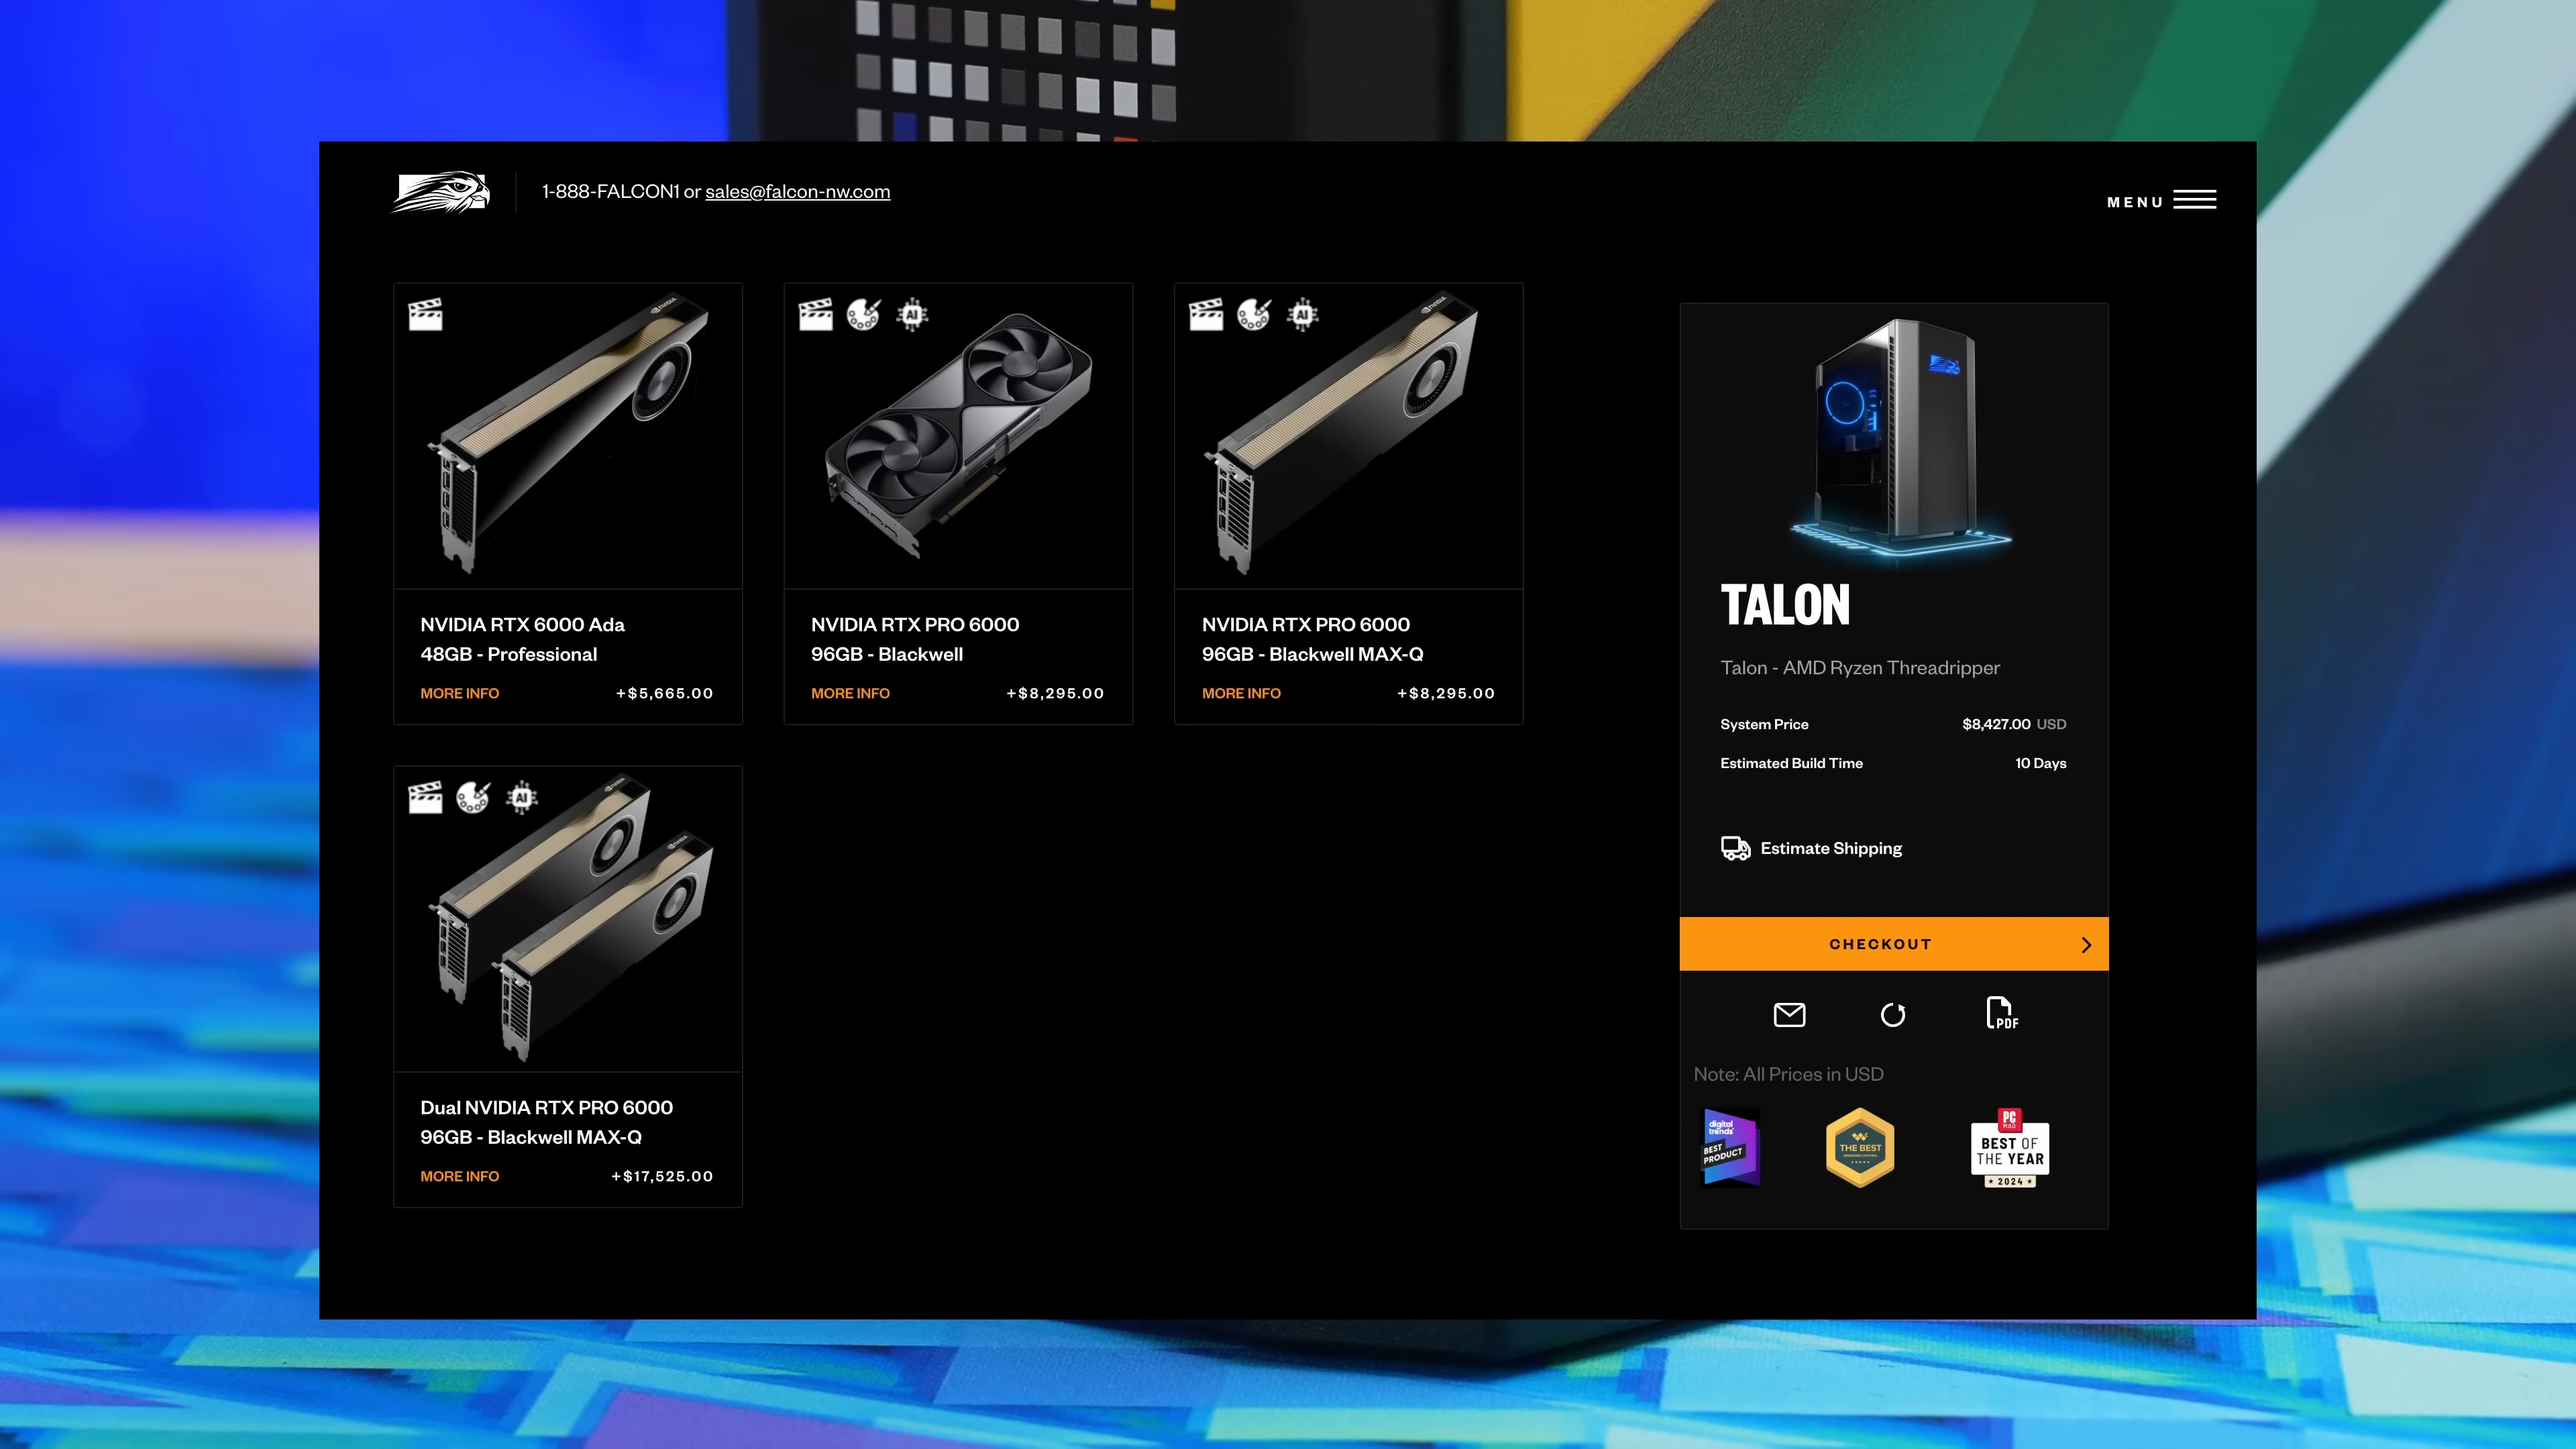 1-888-FALCON1 or sales@falcon-nw.com
MENU
AI
AI
NVIDIA RTX 6000 Ada
48GB - Professional
MORE INFO +$5,665.00
NVIDIA RTX PRO 6000
96GB - Blackwell
MORE INFO +$8,295.00
NVIDIA RTX PRO 6000
96GB - Blackwell MAX-Q
MORE INFO +$8,295.00
AI
Dual NVIDIA RTX PRO 6000
96GB - Blackwell MAX-Q
MORE INFO +$17,525.00
TALON
Talon - AMD Ryzen Threadripper
System Price $8,427.00 USD
Estimated Build Time 10 Days
Estimate Shipping
CHECKOUT
PDF
Note: All Prices in USD
digital
trends
BEST
PRODUCT
THE BEST
PC
MAG
BEST OF
THE YEAR
2024